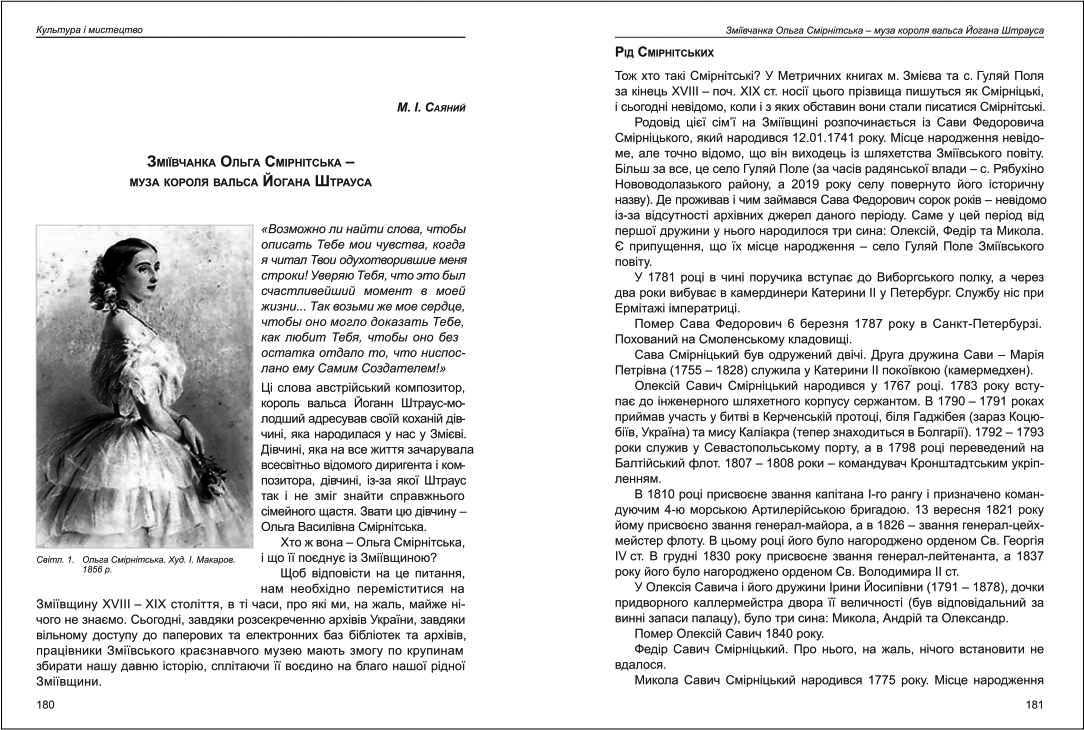 Культура і мистецтво
М. І. Саяний
Зміївчанка Ольга Смірнітська –
муза короля вальса Йогана Штрауса
«Возможно ли найти слова, чтобы
описать Тебе мои чувства, когда
я читал Твои одухотворившие меня
строки! Уверяю Тебя, что это был
счастливейший момент в моей
жизни... Так возьми же мое сердце,
чтобы оно могло доказать Тебе,
как любит Тебя, чтобы оно без
остатка отдало то, что ниспос-
лано ему Самим Создателем!»
Ці слова австрійський композитор,
король вальса Йоганн Штраус-мо-
лодший адресував своїй коханій дів-
чині, яка народилася у нас у Змієві.
Дівчині, яка на все життя зачарувала
всесвітньо відомого диригента і ком-
позитора, дівчині, із-за якої Штраус
так і не зміг знайти справжнього
сімейного щастя. Звати цю дівчину –
Ольга Василівна Смірнітська.
Хто ж вона – Ольга Смірнітська,
і що її поєднує із Зміївщиною?
Щоб відповісти на це питання,
нам необхідно переміститися на
Зміївщину XVIII – XIX століття, в ті часи, про які ми, на жаль, майже ні-
чого не знаємо. Сьогодні, завдяки розсекреченню архівів України, завдяки
вільному доступу до паперових та електронних баз бібліотек та архівів,
працівники Зміївського краєзнавчого музею мають змогу по крупинам
збирати нашу давню історію, сплітаючи її воєдино на благо нашої рідної
Зміївщини.
Світл. 1. Ольга Смірнітська. Худ. І. Макаров.
1856 р.
180
Зміївчанка Ольга Смірнітська – муза короля вальса Йогана Штрауса
Рід Смірнітських
Тож хто такі Смірнітські? У Метричних книгах м. Змієва та с. Гуляй Поля
за кінець XVIII – поч. XIX ст. носії цього прізвища пишуться як Смірніцькі,
і сьогодні невідомо, коли і з яких обставин вони стали писатися Смірнітські.
Родовід цієї сім’ї на Зміївщині розпочинається із Сави Федоровича
Смірніцького, який народився 12.01.1741 року. Місце народження невідо-
ме, але точно відомо, що він виходець із шляхетства Зміївського повіту.
Більш за все, це село Гуляй Поле (за часів радянської влади – с. Рябухіно
Нововодолазького району, а 2019 року селу повернуто його історичну
назву). Де проживав і чим займався Сава Федорович сорок років – невідомо
із-за відсутності архівних джерел даного періоду. Саме у цей період від
першої дружини у нього народилося три сина: Олексій, Федір та Микола.
Є припущення, що їх місце народження – село Гуляй Поле Зміївського
повіту.
У 1781 році в чині поручика вступає до Виборгського полку, а через
два роки вибуває в камердинери Катерини II у Петербург. Службу ніс при
Ермітажі імператриці.
Помер Сава Федорович 6 березня 1787 року в Санкт-Петербурзі.
Похований на Смоленському кладовищі.
Сава Смірніцький був одружений двічі. Друга дружина Сави – Марія
Петрівна (1755 – 1828) служила у Катерини II покоївкою (камермедхен).
Олексій Савич Смірніцький народився у 1767 році. 1783 року всту-
пає до інженерного шляхетного корпусу сержантом. В 1790 – 1791 роках
приймав участь у битві в Керченській протоці, біля Гаджібея (зараз Коцю-
біїв, Україна) та мису Каліакра (тепер знаходиться в Болгарії). 1792 – 1793
роки служив у Севастопольському порту, а в 1798 році переведений на
Балтійський флот. 1807 – 1808 роки – командувач Кронштадтським укріп-
ленням.
В 1810 році присвоєне звання капітана І-го рангу і призначено коман-
дуючим 4-ю морською Артилерійською бригадою. 13 вересня 1821 року
йому присвоєно звання генерал-майора, а в 1826 – звання генерал-цейх-
мейстер флоту. В цьому році його було нагороджено орденом Св. Георгія
IV ст. В грудні 1830 року присвоєне звання генерал-лейтенанта, а 1837
року його було нагороджено орденом Св. Володимира II ст.
У Олексія Савича і його дружини Ірини Йосипівни (1791 – 1878), дочки
придворного каллермейстра двора її величності (був відповідальний за
винні запаси палацу), було три сина: Микола, Андрій та Олександр.
Помер Олексій Савич 1840 року.
Федір Савич Смірніцький. Про нього, на жаль, нічого встановити не
вдалося.
Микола Савич Смірніцький народився 1775 року. Місце народження
181